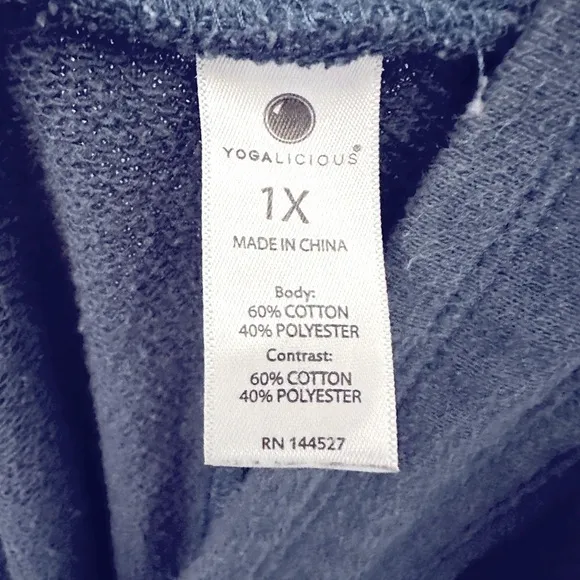 YOGALICIOUS®
1X
MADE IN CHINA
Body:
60% COTTON
40% POLYESTER
Contrast:
60% COTTON
40% POLYESTER
RN 144527